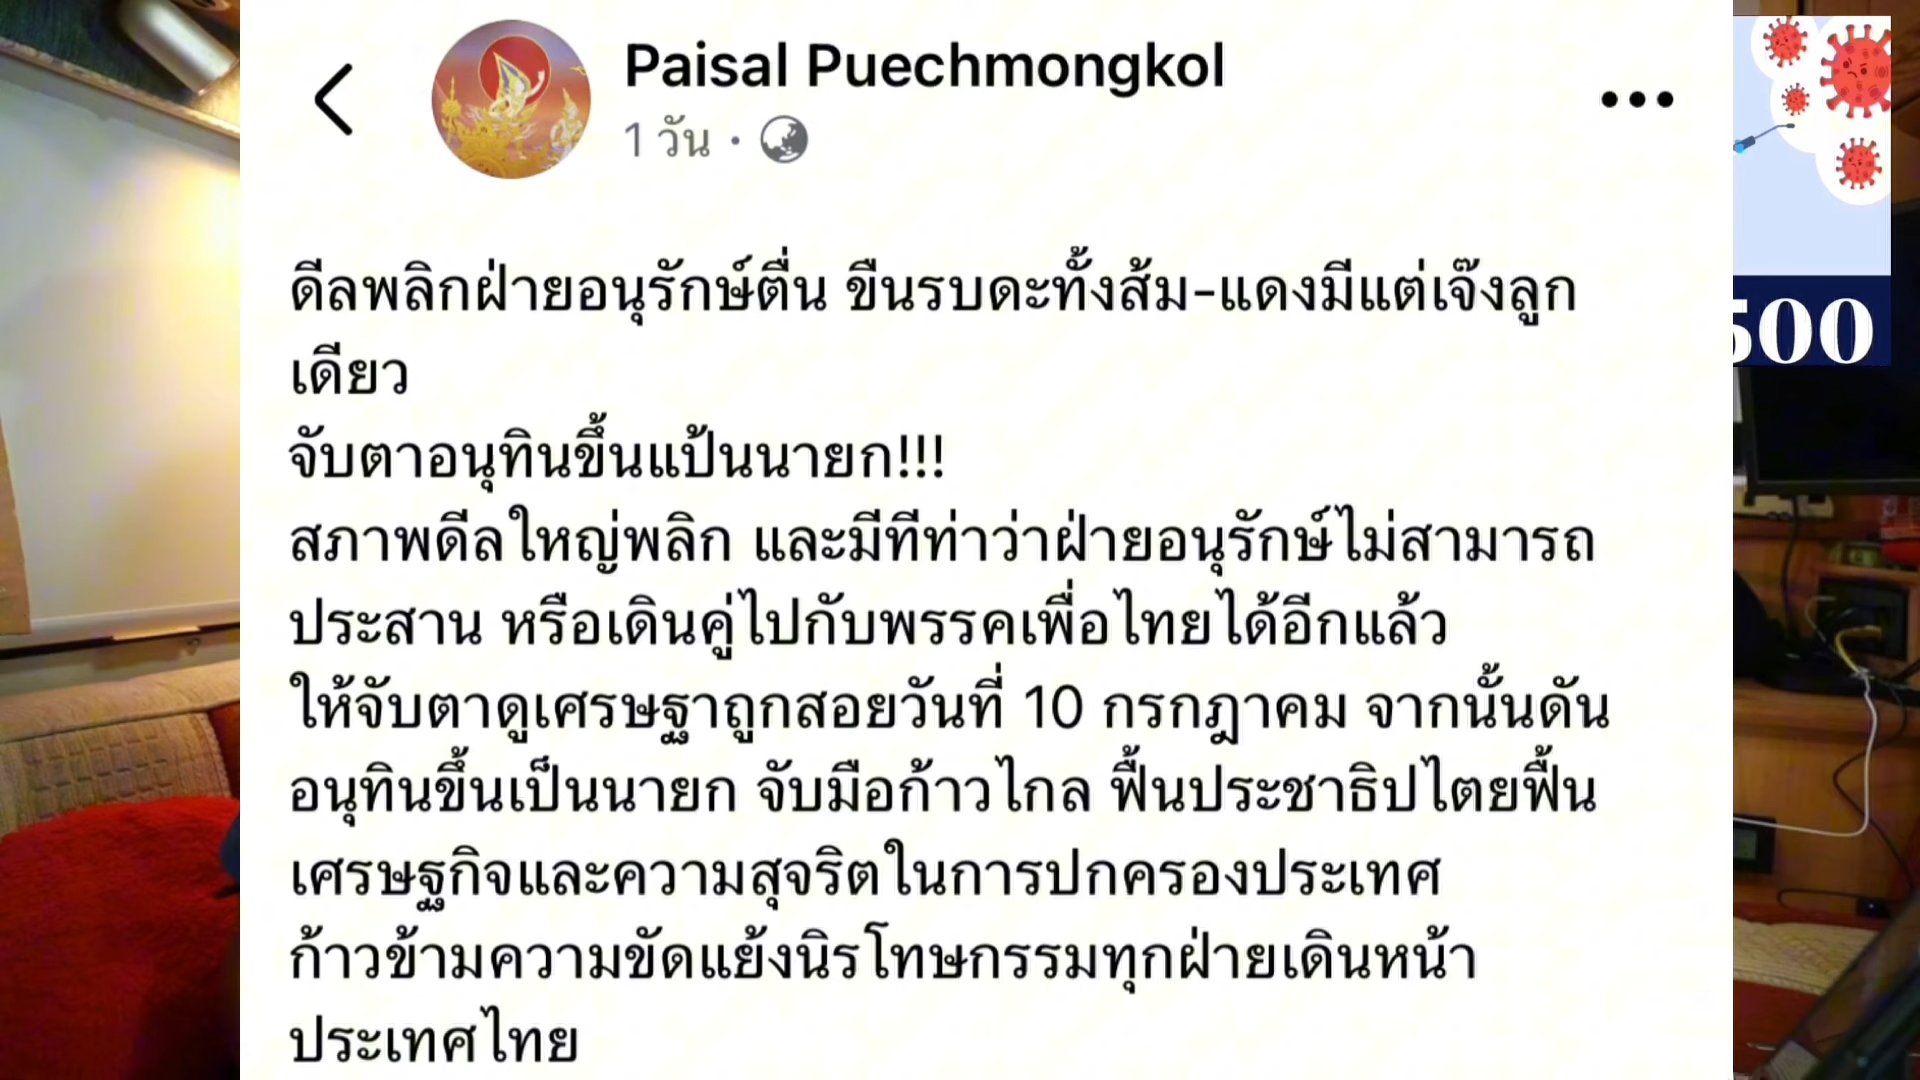 Paisal Puechmongkol
1 วัน ·
ดีลพลิกฝ่ายอนุรักษ์ตื่น ขืนรบดะทั้งส้ม-แดงมีแต่เจ๊งลูก
เดียว
จับตาอนุทินขึ้นแป้นนายก!!!
สภาพดีลใหญ่พลิก และมีทีท่าว่าฝ่ายอนุรักษ์ไม่สามารถ
ประสาน หรือเดินคู่ไปกับพรรคเพื่อไทยได้อีกแล้ว
ให้จับตาดูเศรษฐาถูกสอยวันที่ 10 กรกฎาคม จากนั้นดัน
อนุทินขึ้นเป็นนายก จับมือก้าวไกล ฟื้นประชาธิปไตยฟื้น
เศรษฐกิจและความสุจริตในการปกครองประเทศ
ก้าวข้ามความขัดแย้งนิรโทษกรรมทุกฝ่ายเดินหน้า
ประเทศไทย
500